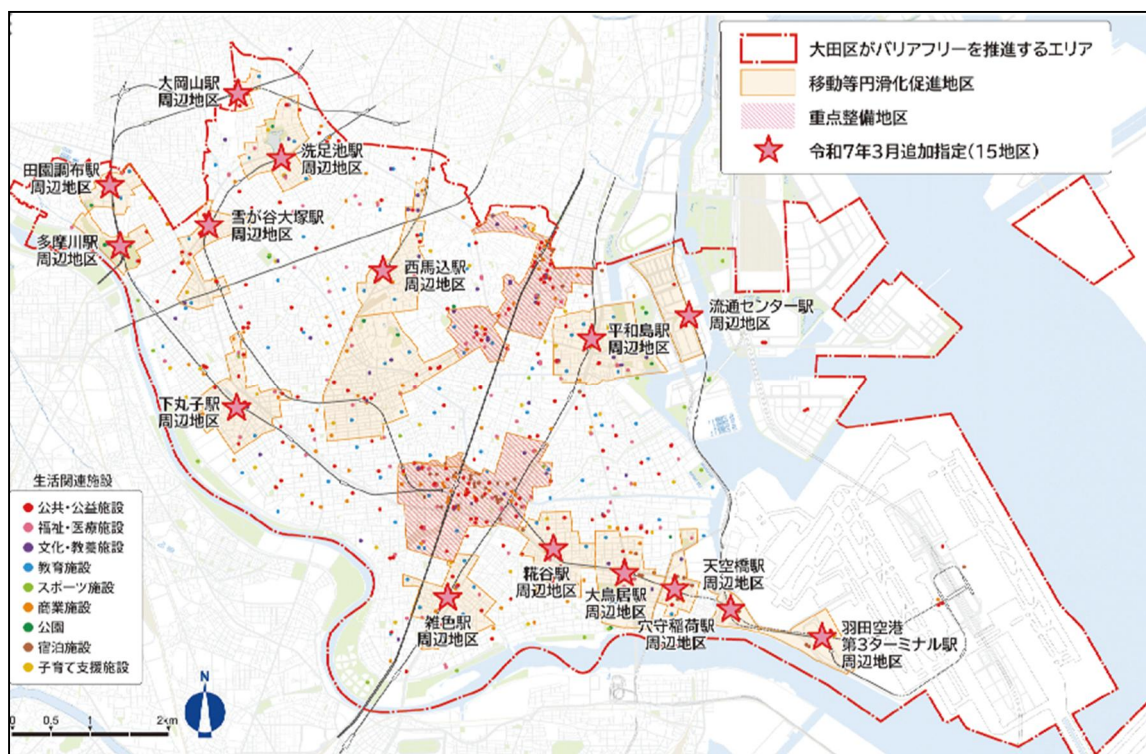 大田区がバリアフリーを推進するエリア
移動等円滑化促進地区
重点整備地区
令和7年3月追加指定(15地区)
大岡山駅
周辺地区
洗足池駅
周辺地区
田園調布駅
周辺地区
雪が谷大塚駅
周辺地区
多摩川駅
周辺地区
西馬込駅
周辺地区
流通センター駅
周辺地区
平和島駅
周辺地区
下丸子駅
周辺地区
糀谷駅
周辺地区
大鳥居駅
周辺地区
天空橋駅
周辺地区
穴守稲荷駅
周辺地区
雑色駅
周辺地区
羽田空港
第3ターミナル駅
周辺地区
生活関連施設
公共・公益施設
福祉・医療施設
文化・教養施設
教育施設
スポーツ施設
商業施設
公園
宿泊施設
子育て支援施設
N
0 0.5 1 2km